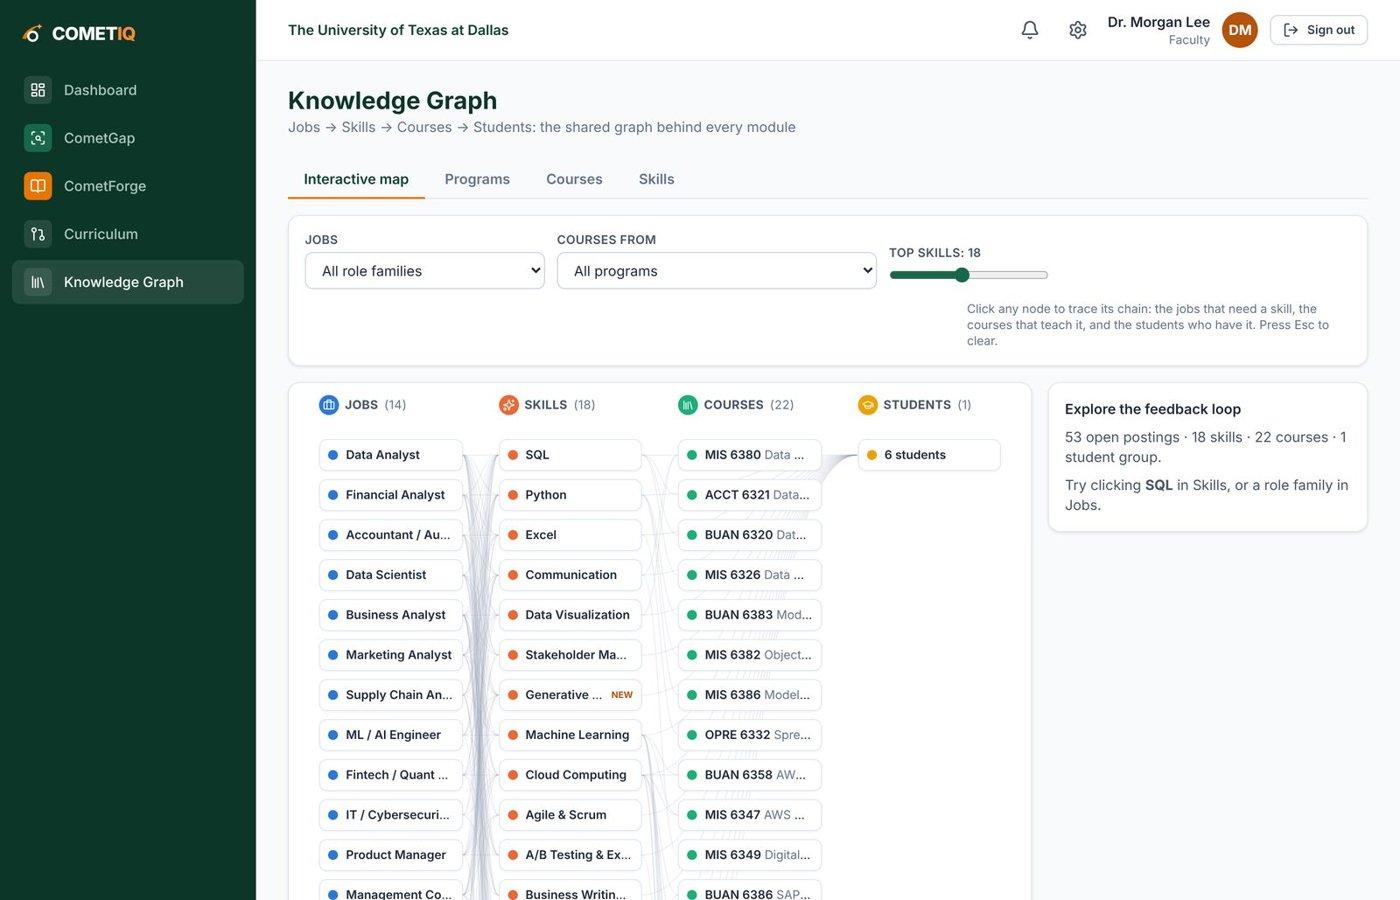 COMETIQ
Dashboard
CometGap
CometForge
Curriculum
Knowledge Graph
The University of Texas at Dallas
Dr. Morgan Lee
Faculty
DM
Sign out
Knowledge Graph
Jobs → Skills → Courses → Students: the shared graph behind every module
Interactive map
Programs
Courses
Skills
JOBS
All role families
COURSES FROM
All programs
TOP SKILLS: 18
Click any node to trace its chain: the jobs that need a skill, the
courses that teach it, and the students who have it. Press Esc to
clear.
JOBS (14)
Data Analyst
Financial Analyst
Accountant / Au...
Data Scientist
Business Analyst
Marketing Analyst
Supply Chain An...
ML / AI Engineer
Fintech / Quant ...
IT / Cybersecuri...
Product Manager
Management Co...
SKILLS (18)
SQL
Python
Excel
Communication
Data Visualization
Stakeholder Ma...
Generative ... NEW
Machine Learning
Cloud Computing
Agile & Scrum
A/B Testing & Ex...
Business Writin...
COURSES (22)
MIS 6380 Data ...
ACCT 6321 Data...
BUAN 6320 Dat...
MIS 6326 Data ...
BUAN 6383 Mod...
MIS 6382 Object...
MIS 6386 Model...
OPRE 6332 Spre...
BUAN 6358 AW...
MIS 6347 AWS ...
MIS 6349 Digital...
BUAN 6386 SAP...
STUDENTS (1)
6 students
Explore the feedback loop
53 open postings · 18 skills · 22 courses · 1
student group.
Try clicking SQL in Skills, or a role family in
Jobs.